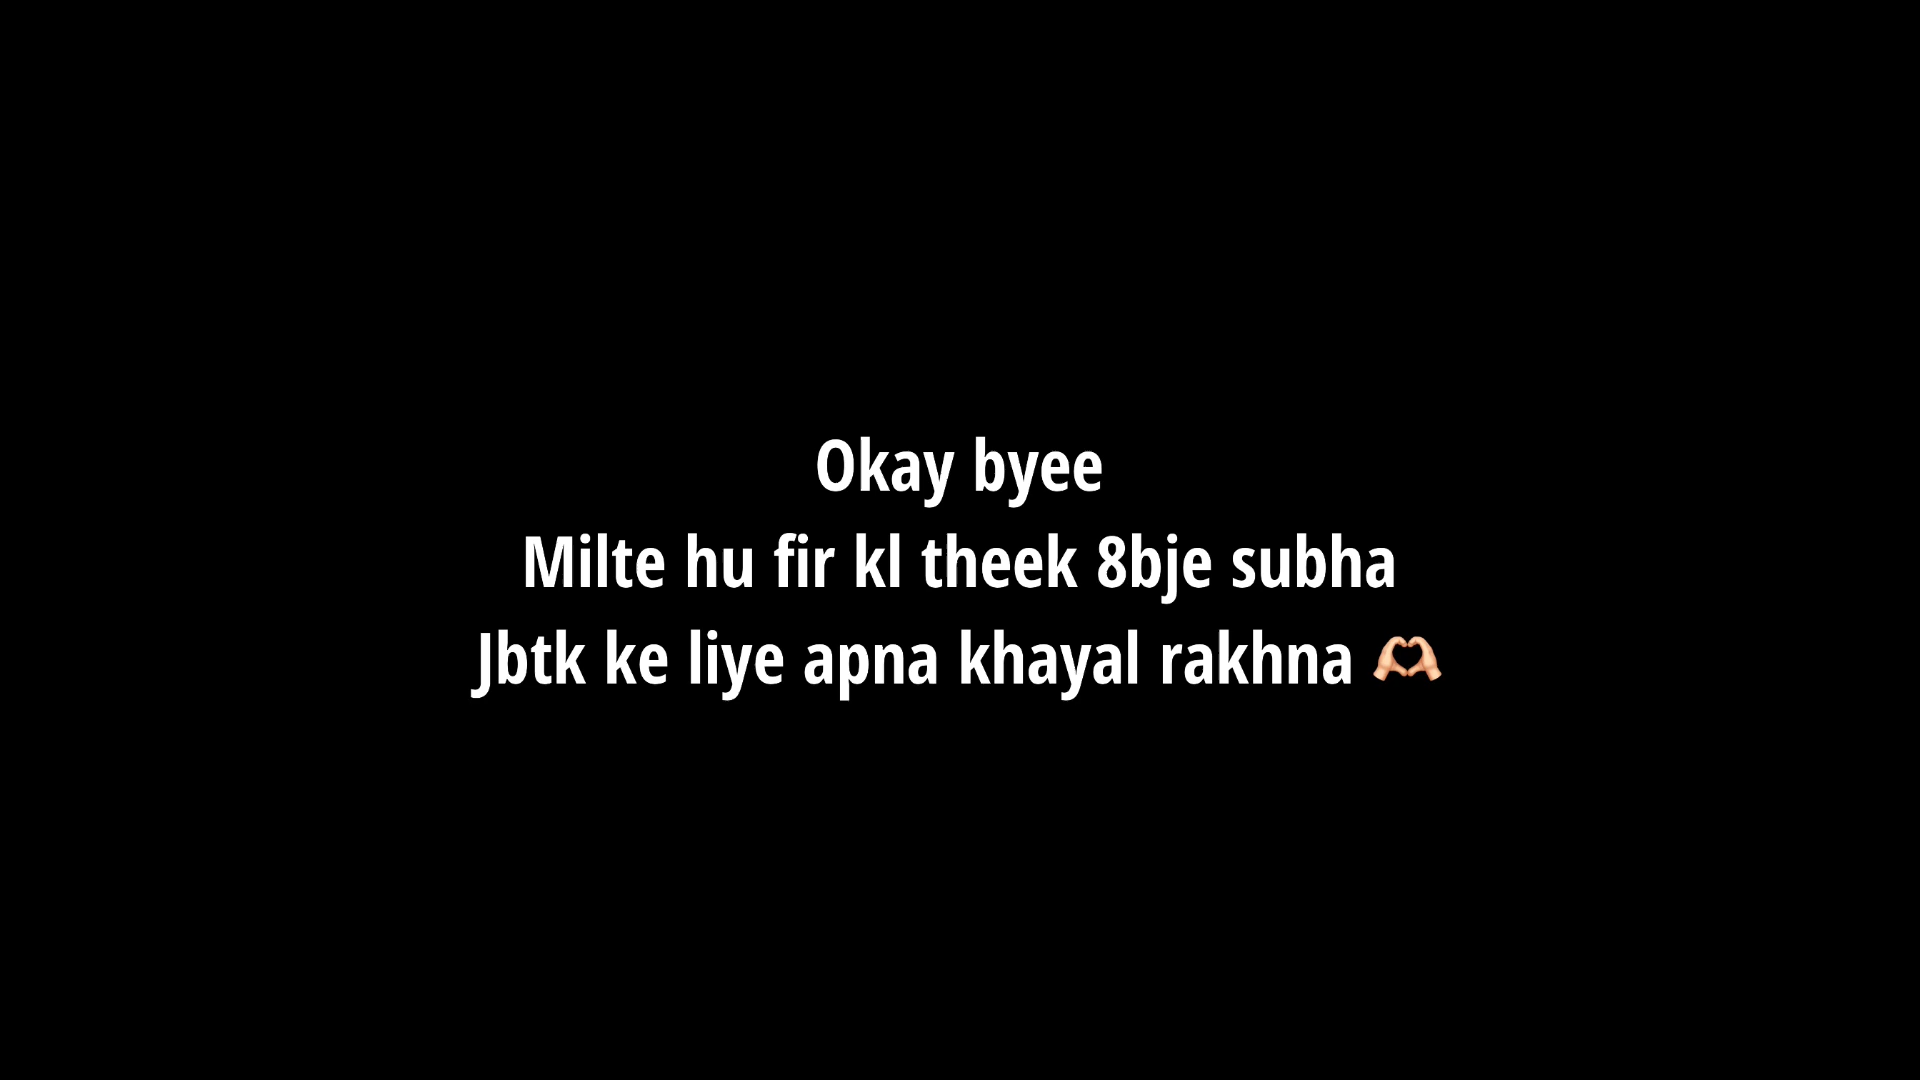 Okay byee
Milte hu fir kl theek 8bje subha
Jbtk ke liye apna khayal rakhna 🫶🏻